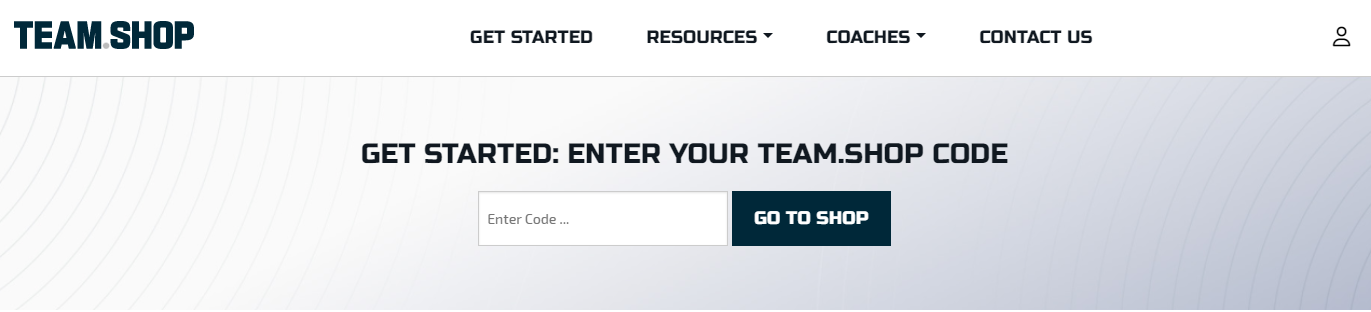 TEAM.SHOP
GET STARTED
RESOURCES
COACHES
CONTACT US
GET STARTED: ENTER YOUR TEAM.SHOP CODE
Enter Code ...
GO TO SHOP